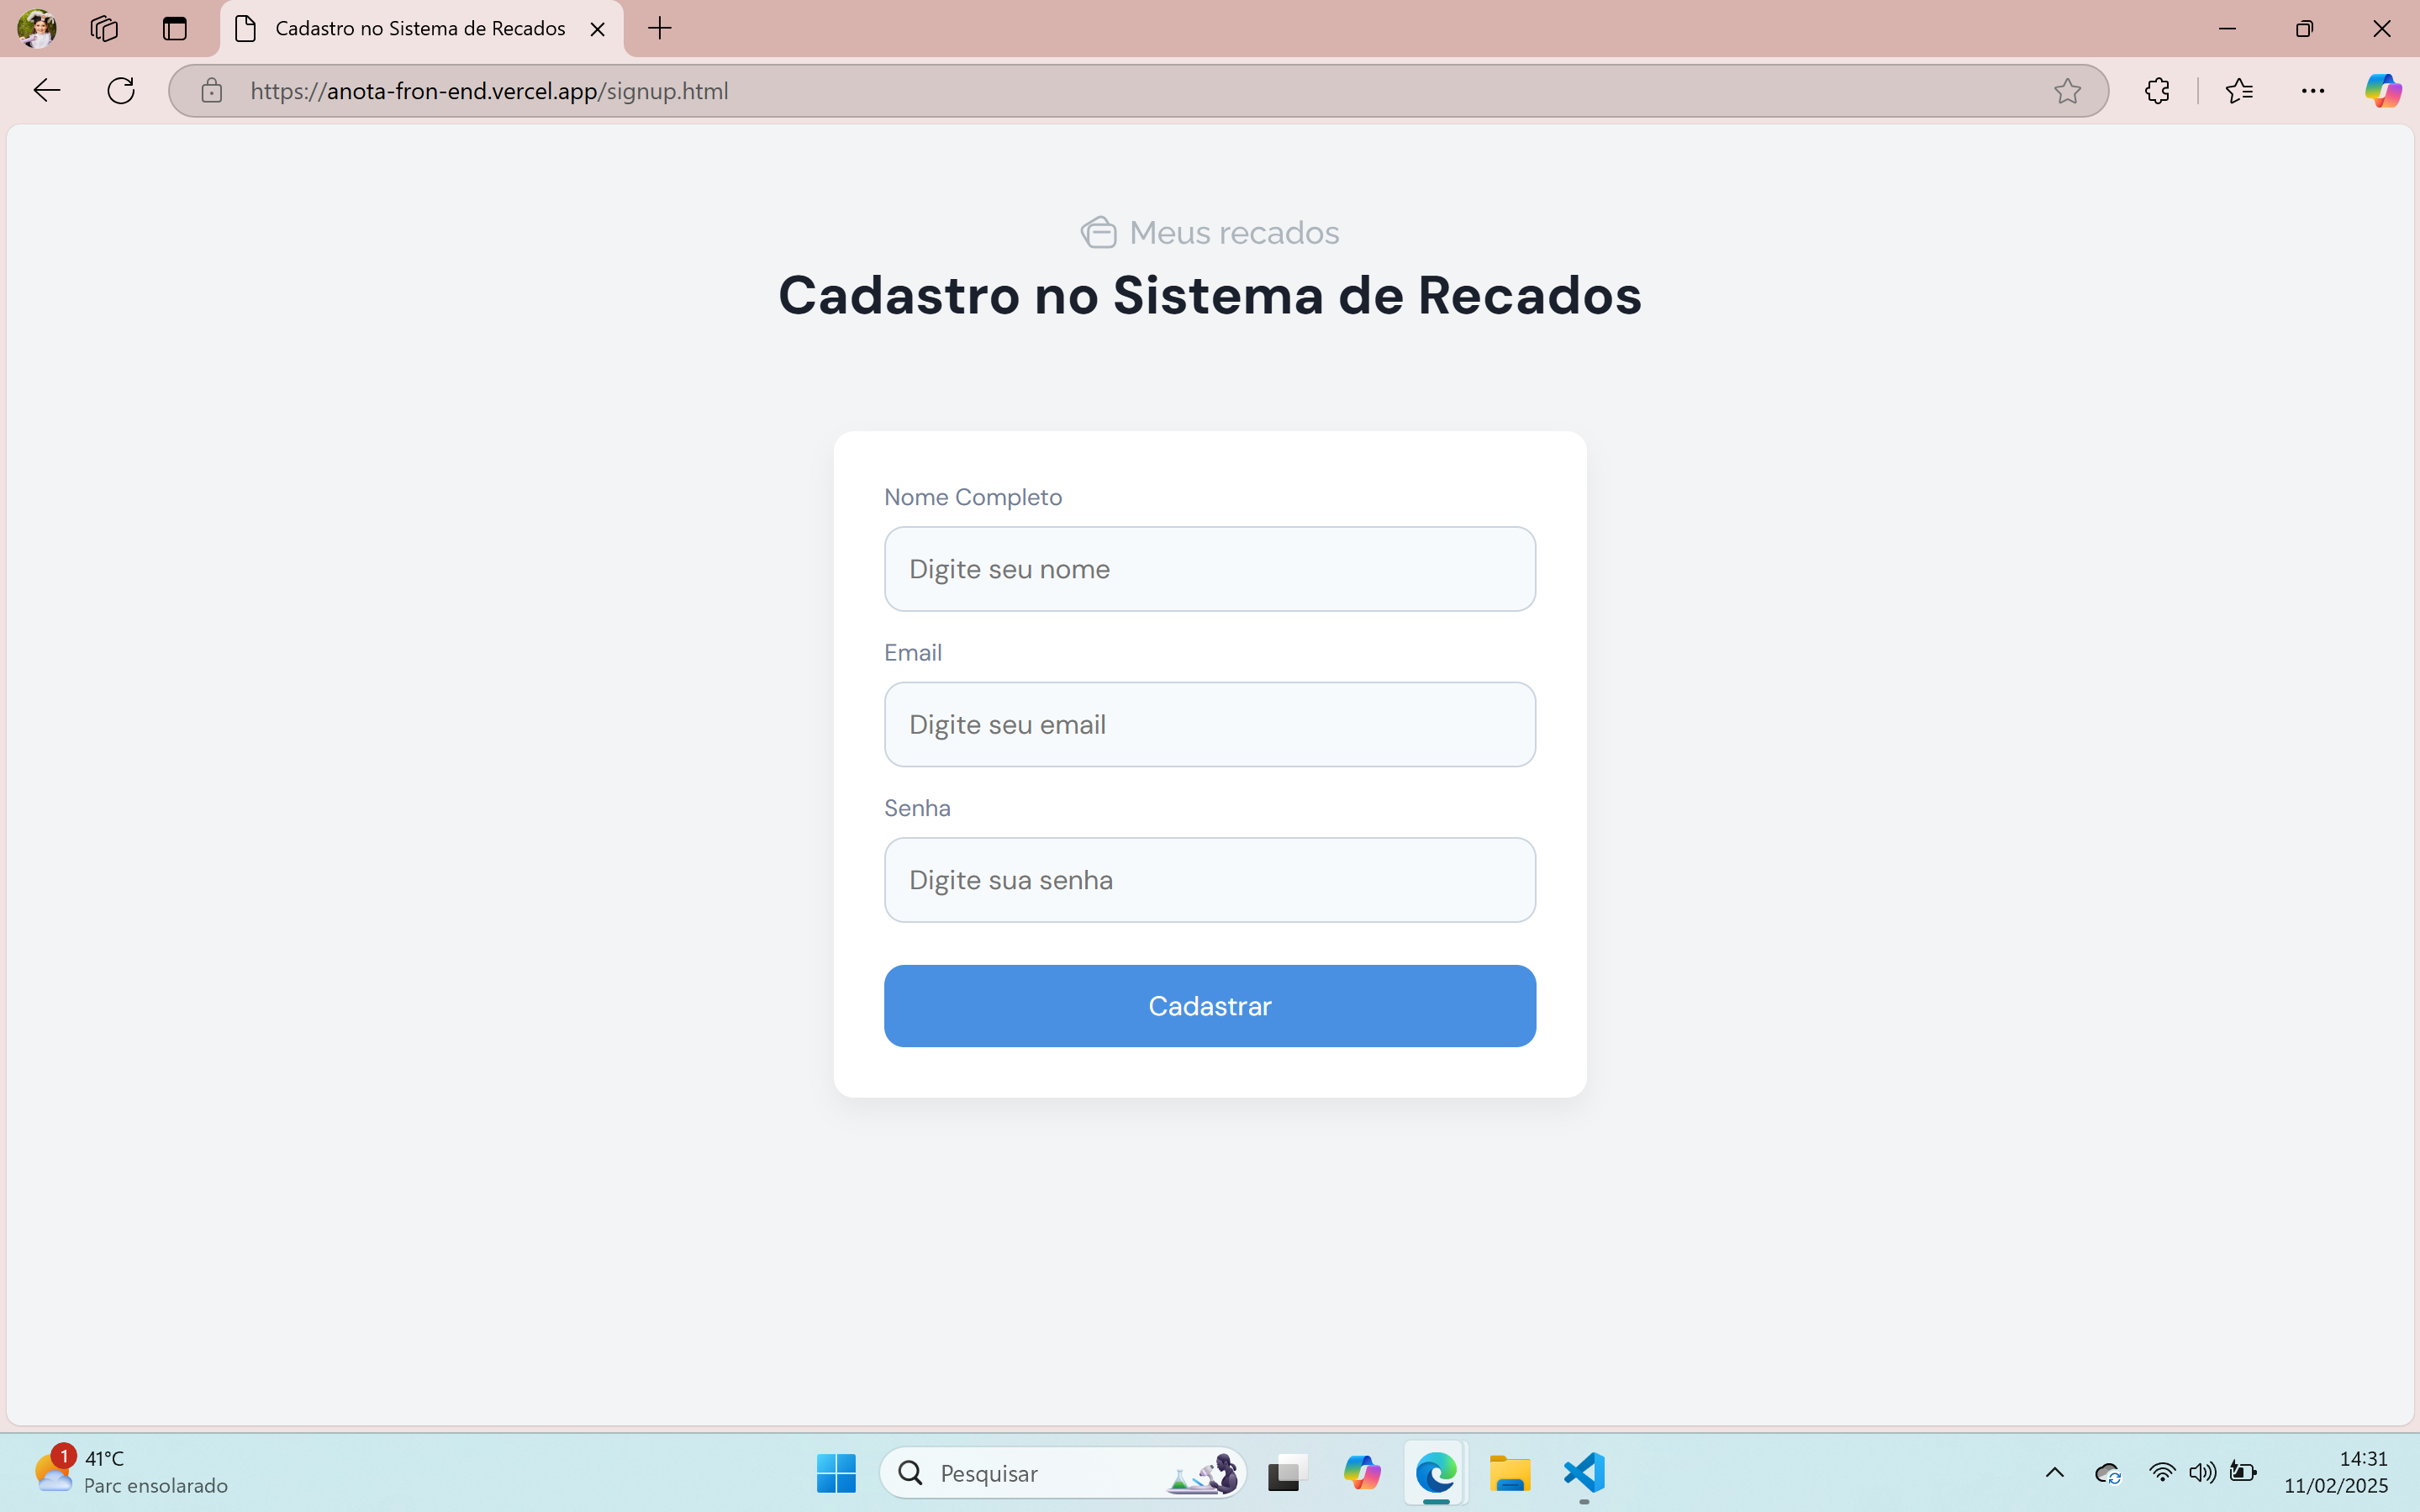 Cadastro no Sistema de Recados
https://anota-fron-end.vercel.app/signup.html
Meus recados
Cadastro no Sistema de Recados
Nome Completo
Digite seu nome
Email
Digite seu email
Senha
Digite sua senha
Cadastrar
1
41°C
Parc ensolarado
Pesquisar
14:31
11/02/2025